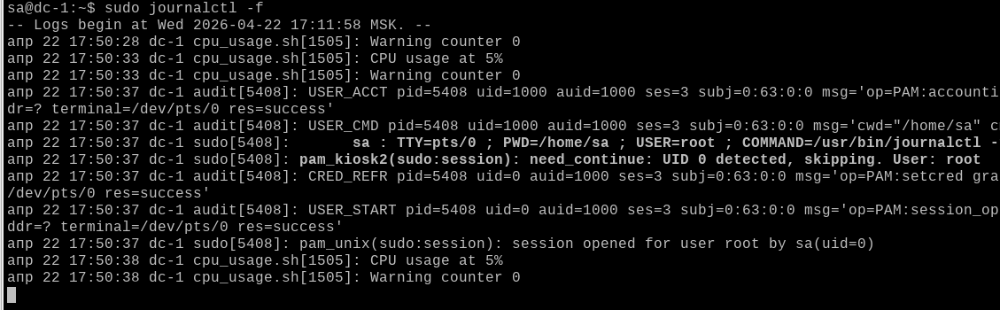 sa@dc-1:~$ sudo journalctl -f
-- Logs begin at Wed 2026-04-22 17:11:58 MSK. --
апр 22 17:50:28 dc-1 cpu_usage.sh[1505]: Warning counter 0
апр 22 17:50:33 dc-1 cpu_usage.sh[1505]: CPU usage at 5%
апр 22 17:50:33 dc-1 cpu_usage.sh[1505]: Warning counter 0
апр 22 17:50:37 dc-1 audit[5408]: USER_ACCT pid=5408 uid=1000 auid=1000 ses=3 subj=0:63:0:0 msg='op=PAM:accounti
dr=? terminal=/dev/pts/0 res=success'
апр 22 17:50:37 dc-1 audit[5408]: USER_CMD pid=5408 uid=1000 auid=1000 ses=3 subj=0:63:0:0 msg='cwd="/home/sa" c
апр 22 17:50:37 dc-1 sudo[5408]:       sa : TTY=pts/0 ; PWD=/home/sa ; USER=root ; COMMAND=/usr/bin/journalctl -
апр 22 17:50:37 dc-1 sudo[5408]: pam_kiosk2(sudo:session): need_continue: UID 0 detected, skipping. User: root
апр 22 17:50:37 dc-1 audit[5408]: CRED_REFR pid=5408 uid=0 auid=1000 ses=3 subj=0:63:0:0 msg='op=PAM:setcred gra
/dev/pts/0 res=success'
апр 22 17:50:37 dc-1 audit[5408]: USER_START pid=5408 uid=0 auid=1000 ses=3 subj=0:63:0:0 msg='op=PAM:session_op
ddr=? terminal=/dev/pts/0 res=success'
апр 22 17:50:37 dc-1 sudo[5408]: pam_unix(sudo:session): session opened for user root by sa(uid=0)
апр 22 17:50:38 dc-1 cpu_usage.sh[1505]: CPU usage at 5%
апр 22 17:50:38 dc-1 cpu_usage.sh[1505]: Warning counter 0